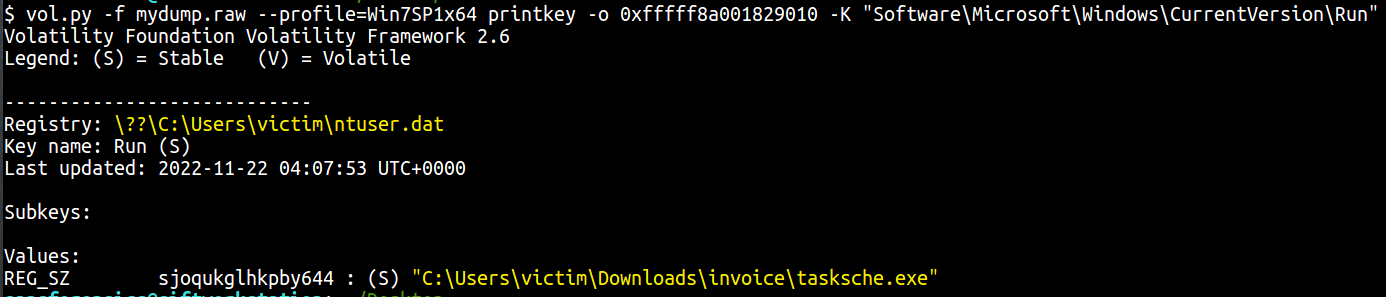 $ vol.py -f mydump.raw --profile=Win7SP1x64 printkey -o 0xfffff8a001829010 -K "Software\Microsoft\Windows\CurrentVersion\Run"
Volatility Foundation Volatility Framework 2.6
Legend: (S) = Stable   (V) = Volatile
----------------------------
Registry: \??\C:\Users\victim\ntuser.dat
Key name: Run (S)
Last updated: 2022-11-22 04:07:53 UTC+0000
Subkeys:
Values:
REG_SZ        sjoqukglhkpby644 : (S) "C:\Users\victim\Downloads\invoice\tasksche.exe"